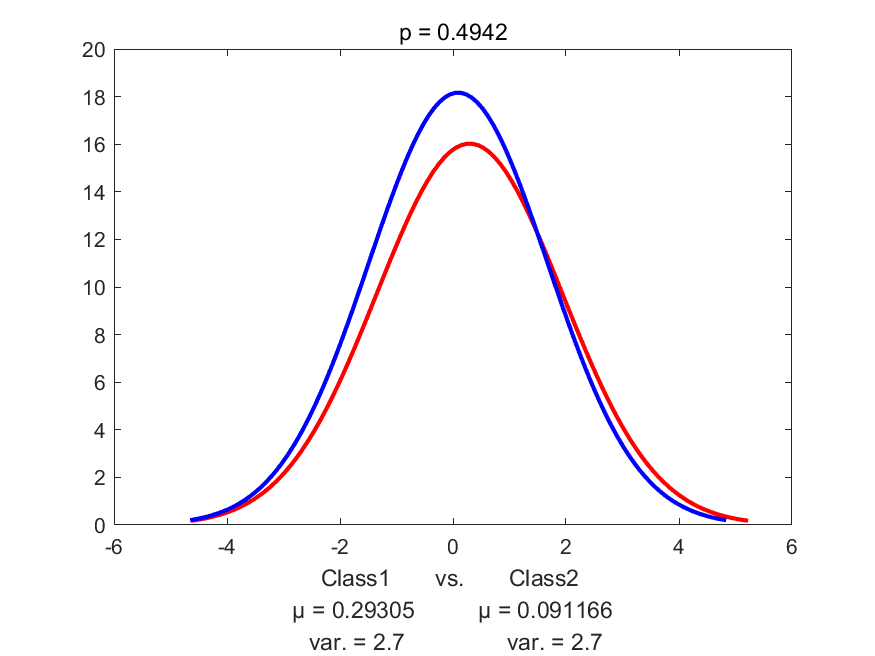 p = 0.4942
20
18
16
14
12
10
8
6
4
2
0
-6 -4 -2 0 2 4 6
Class1 vs. Class2
μ = 0.29305 μ = 0.091166
var. = 2.7 var. = 2.7